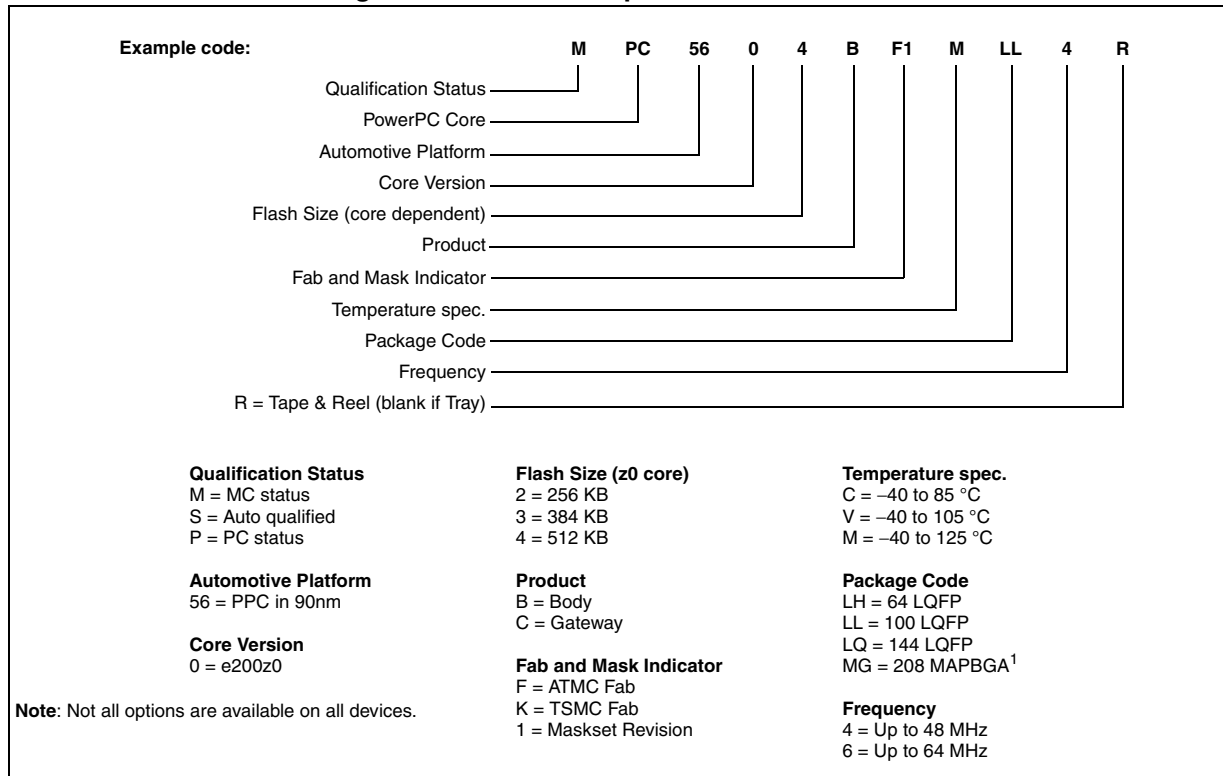 Example code: M PC 56 0 4 B F1 M LL 4 R
Qualification Status
PowerPC Core
Automotive Platform
Core Version
Flash Size (core dependent)
Product
Fab and Mask Indicator
Temperature spec.
Package Code
Frequency
R = Tape & Reel (blank if Tray)
Qualification Status
M = MC status
S = Auto qualified
P = PC status
Automotive Platform
56 = PPC in 90nm
Core Version
0 = e200z0
Note: Not all options are available on all devices.
Flash Size (z0 core)
2 = 256 KB
3 = 384 KB
4 = 512 KB
Product
B = Body
C = Gateway
Fab and Mask Indicator
F = ATMC Fab
K = TSMC Fab
1 = Maskset Revision
Temperature spec.
C = –40 to 85 °C
V = –40 to 105 °C
M = –40 to 125 °C
Package Code
LH = 64 LQFP
LL = 100 LQFP
LQ = 144 LQFP
MG = 208 MAPBGA1
Frequency
4 = Up to 48 MHz
6 = Up to 64 MHz